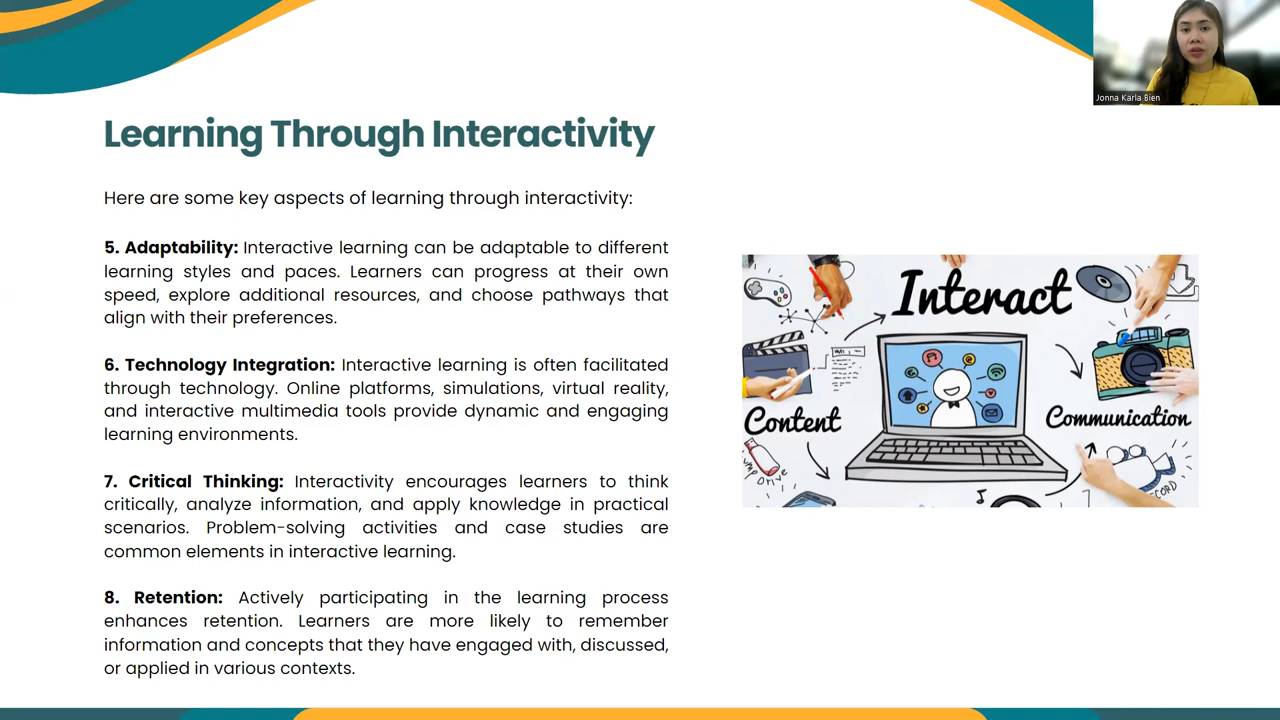 Jonna Karla Bien
Learning Through Interactivity
Here are some key aspects of learning through interactivity:
5. Adaptability: Interactive learning can be adaptable to different
learning styles and paces. Learners can progress at their own
speed, explore additional resources, and choose pathways that
align with their preferences.
6. Technology Integration: Interactive learning is often facilitated
through technology. Online platforms, simulations, virtual reality,
and interactive multimedia tools provide dynamic and engaging
learning environments.
7. Critical Thinking: Interactivity encourages learners to think
critically, analyze information, and apply knowledge in practical
scenarios. Problem-solving activities and case studies are
common elements in interactive learning.
8. Retention: Actively participating in the learning process
enhances retention. Learners are more likely to remember
information and concepts that they have engaged with, discussed,
or applied in various contexts.
Interact
Content
Communication
DRIVE